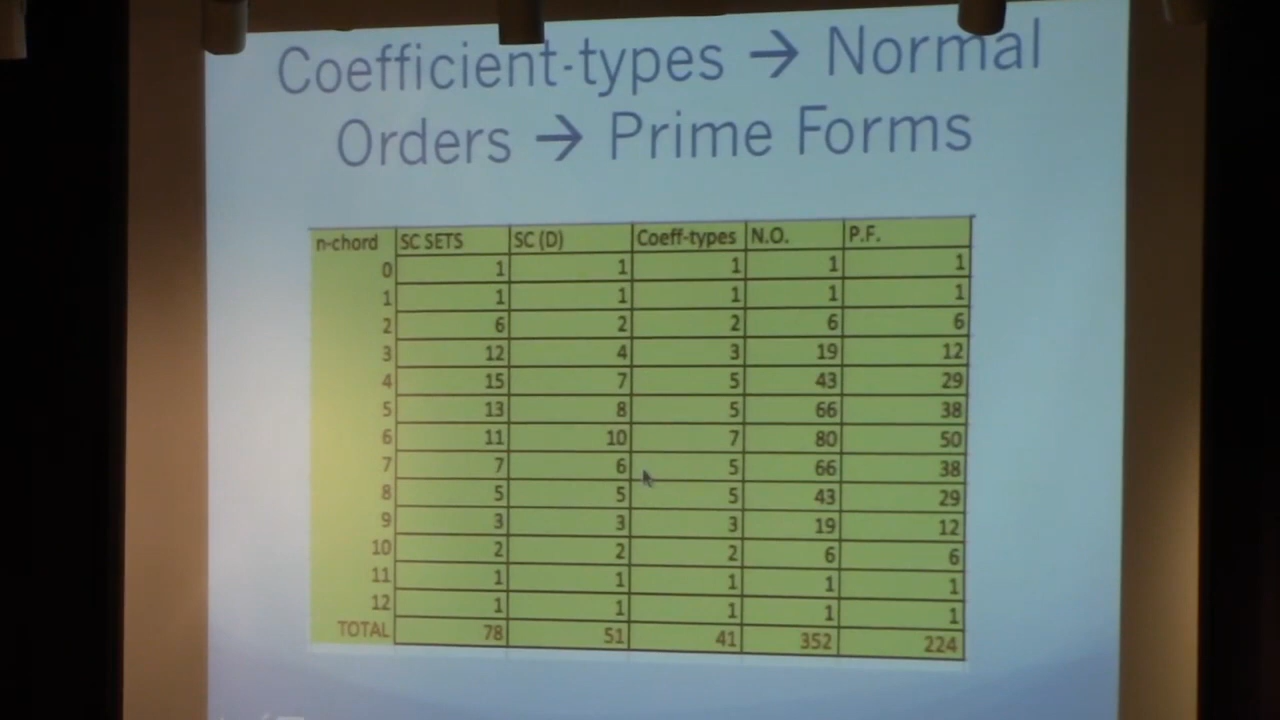 Coefficient-types → Normal
Orders → Prime Forms
n-chord SC SETS SC (D) Coeff-types N.O. P.F.
0 1 1 1 1 1
1 1 1 1 1 1
2 6 2 2 6 6
3 12 4 3 19 12
4 15 7 5 43 29
5 13 8 5 66 38
6 11 10 7 80 50
7 7 6 5 66 38
8 5 5 5 43 29
9 3 3 3 19 12
10 2 2 2 6 6
11 1 1 1 1 1
12 1 1 1 1 1
TOTAL 78 51 41 352 224